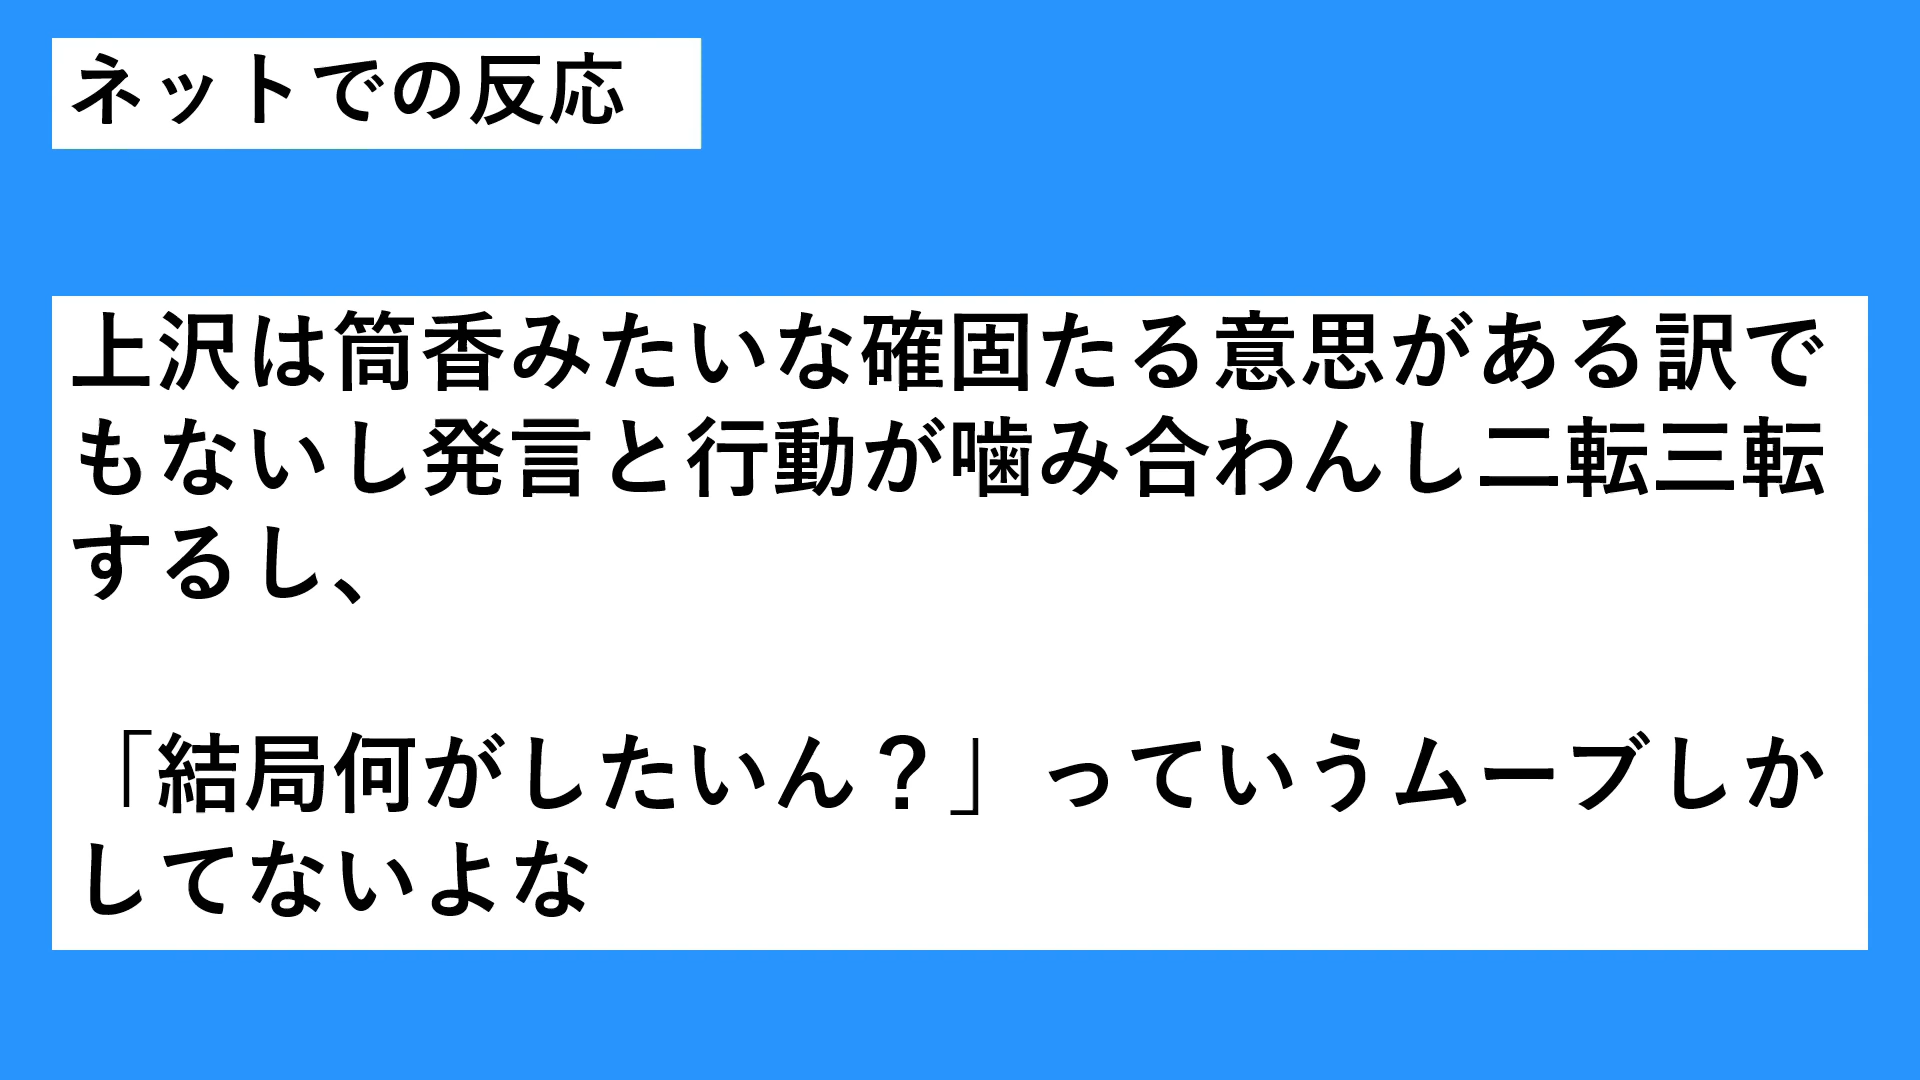 ネットでの反応
上沢は筒香みたいな確固たる意思がある訳で
もないし発言と行動が噛み合わんし二転三転
するし、
「結局何がしたいん？」っていうムーブしか
してないよな